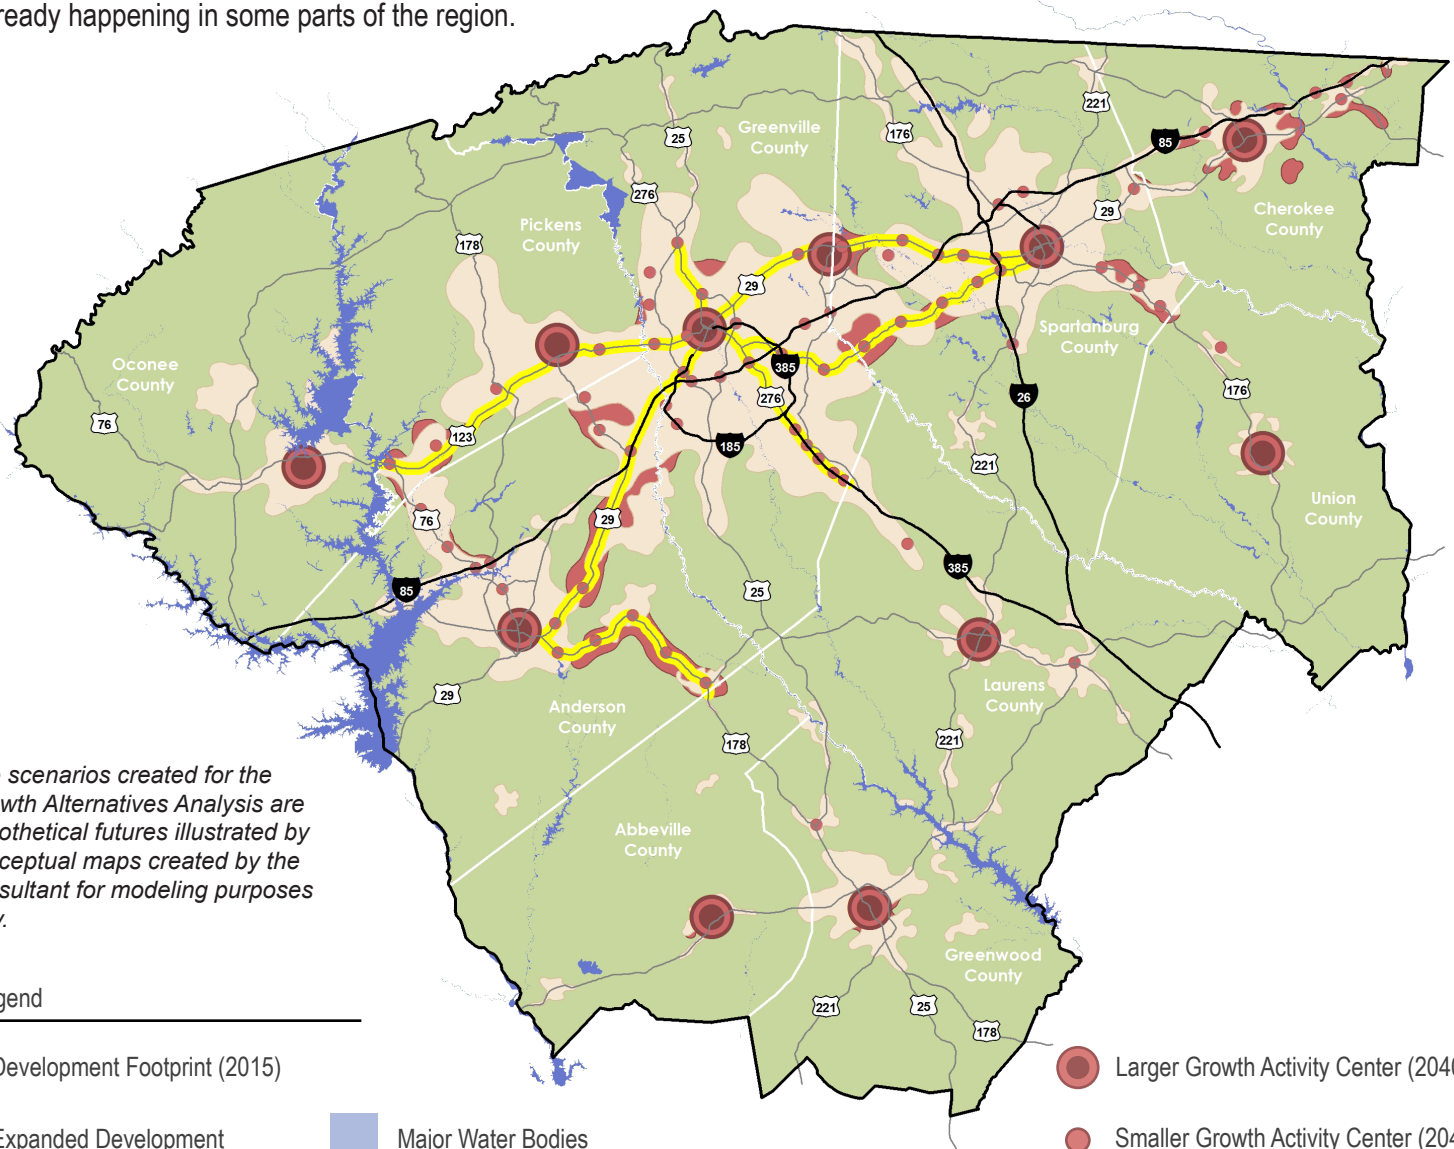 ready happening in some parts of the region.
221
176
25
Greenville
County
85
276
29
Cherokee
County
Pickens
County
178
29
Spartanburg
County
Oconee
County
385
276
26
176
76
123
185
221
Union
County
76
29
385
85
25
Laurens
County
29
Anderson
County
178
221
scenarios created for the
wth Alternatives Analysis are
othetical futures illustrated by
ceptual maps created by the
sultant for modeling purposes
y.
Abbeville
County
Greenwood
County
gend
221
25
178
Development Footprint (2015)
Larger Growth Activity Center (204
Expanded Development
Major Water Bodies
Smaller Growth Activity Center (204